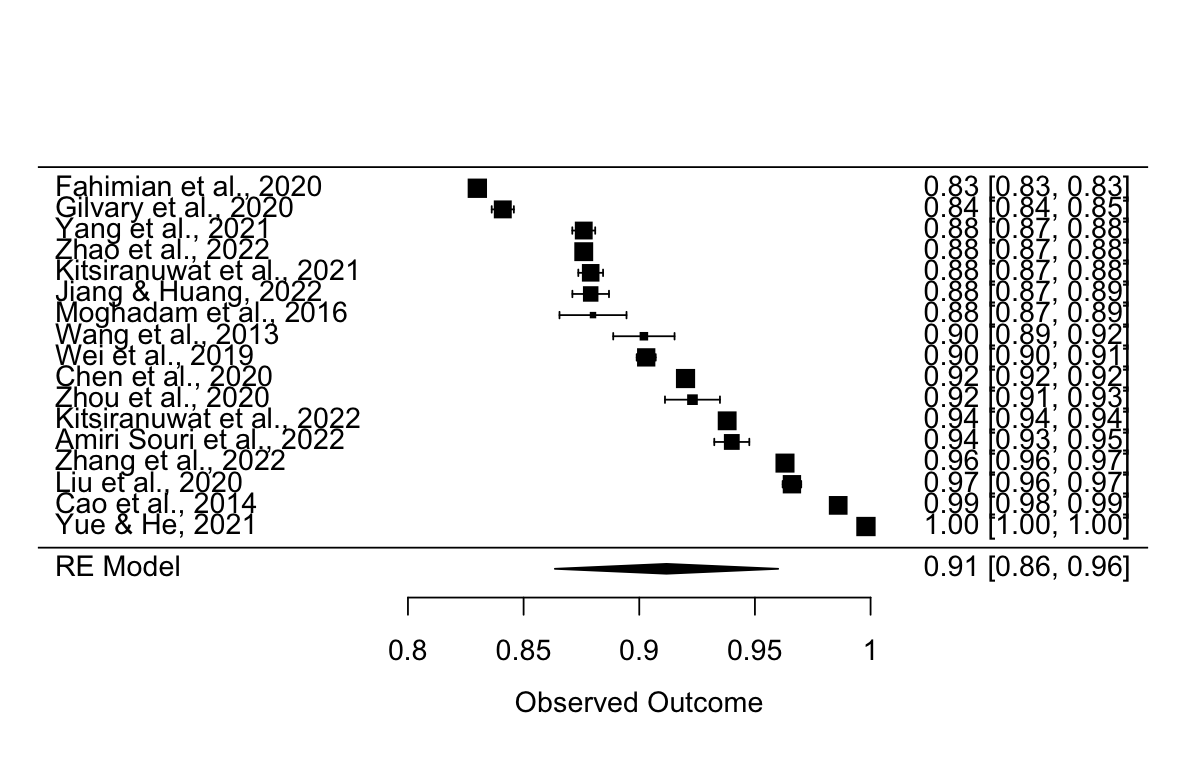 Fahimian et al., 2020 0.83 [0.83, 0.83]
Gilvary et al., 2020 0.84 [0.84, 0.85]
Yang et al., 2021 0.88 [0.87, 0.88]
Zhao et al., 2022 0.88 [0.87, 0.88]
Kitsiranuwat et al., 2021 0.88 [0.87, 0.88]
Jiang & Huang, 2022 0.88 [0.87, 0.89]
Moghadam et al., 2016 0.88 [0.87, 0.89]
Wang et al., 2013 0.90 [0.89, 0.92]
Wei et al., 2019 0.90 [0.90, 0.91]
Chen et al., 2020 0.92 [0.92, 0.92]
Zhou et al., 2020 0.92 [0.91, 0.93]
Kitsiranuwat et al., 2022 0.94 [0.94, 0.94]
Amiri Souri et al., 2022 0.94 [0.93, 0.95]
Zhang et al., 2022 0.96 [0.96, 0.97]
Liu et al., 2020 0.97 [0.96, 0.97]
Cao et al., 2014 0.99 [0.98, 0.99]
Yue & He, 2021 1.00 [1.00, 1.00]
RE Model 0.91 [0.86, 0.96]
0.8 0.85 0.9 0.95 1
Observed Outcome